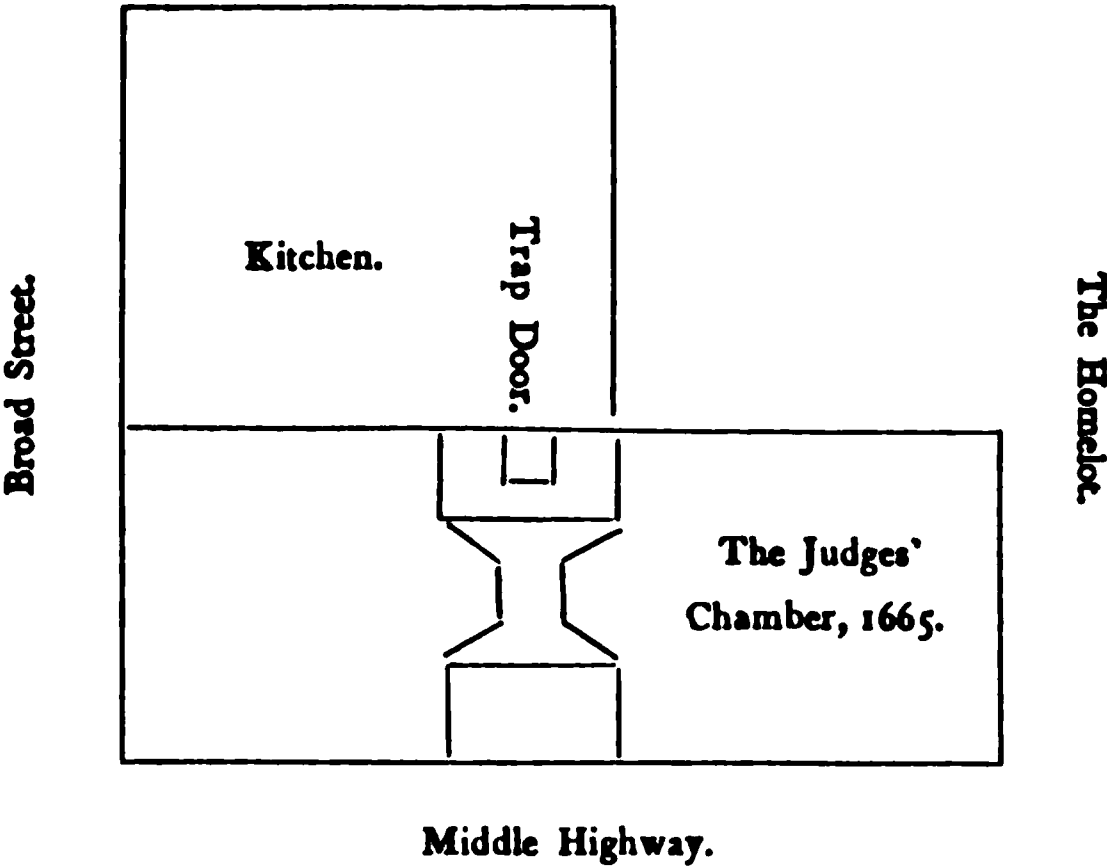 Kitchen.
Trap Door.
Broad Street.
The Homelot.
The Judges'
Chamber, 1665.
Middle Highway.